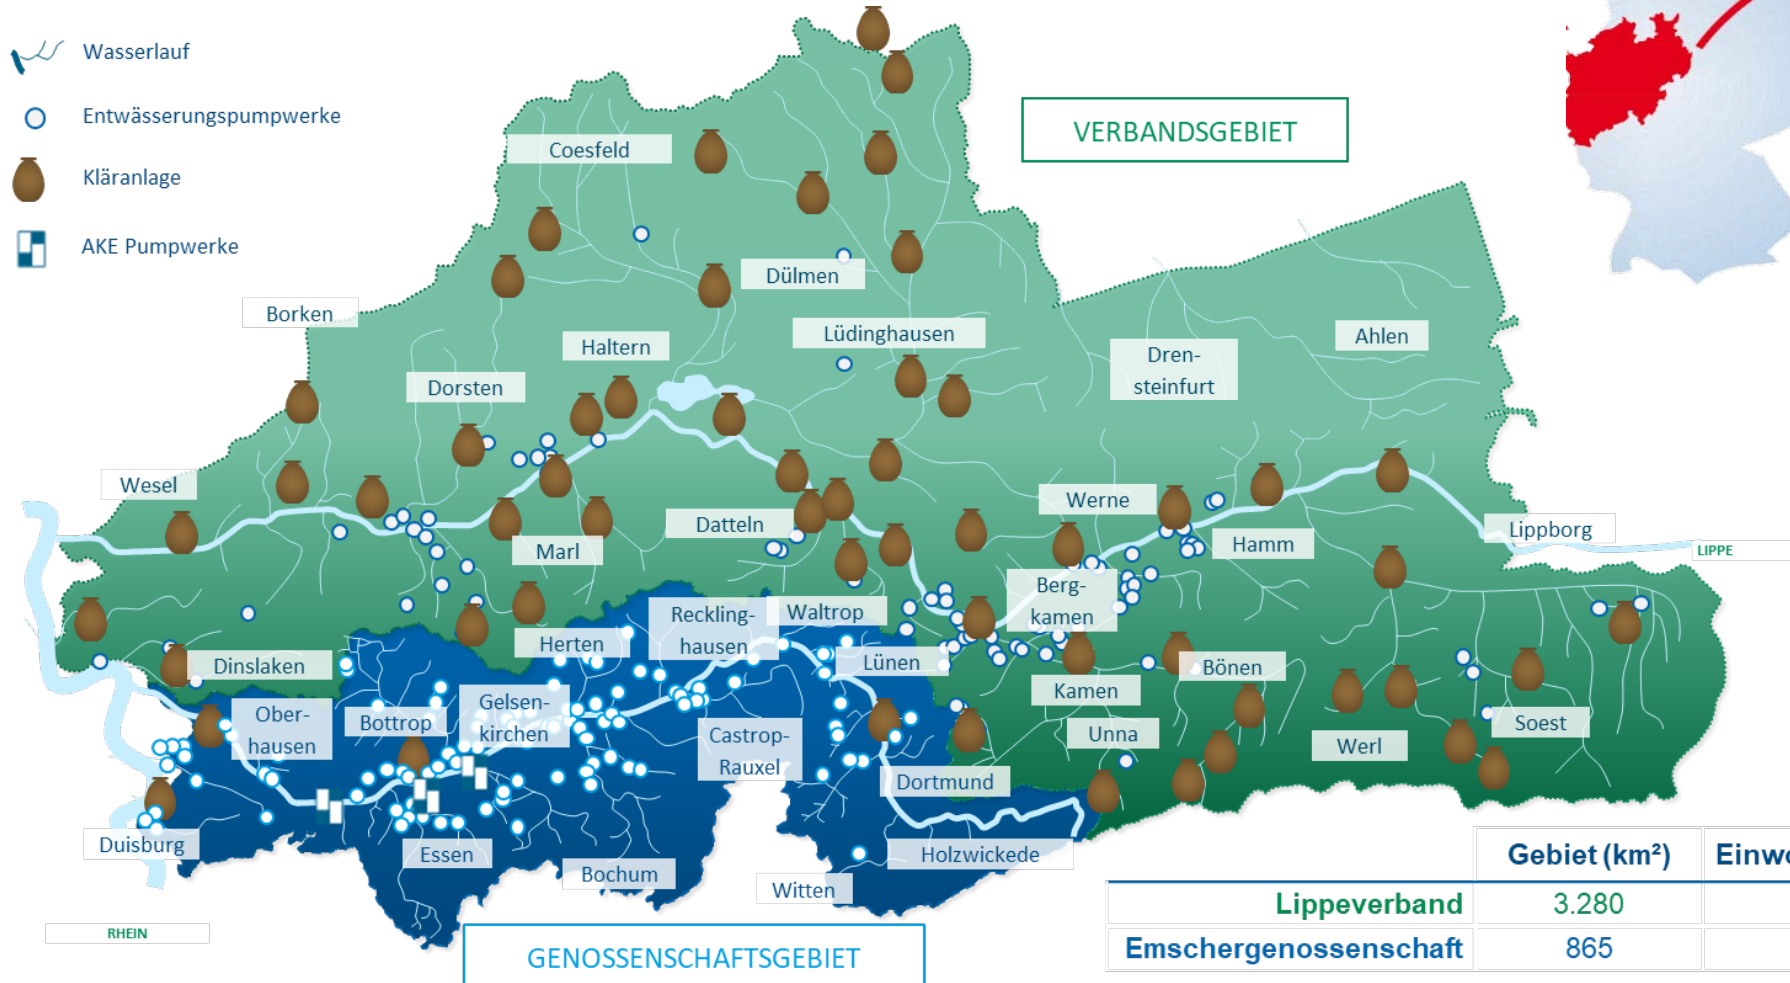 Wasserlauf
Entwässerungspumpwerke
Kläranlage
AKE Pumpwerke
VERBANDSGEBIET
Coesfeld
Dülmen
Borken
Lüdinghausen
Haltern
Ahlen
Dren-
steinfurt
Dorsten
Wesel
Werne
Datteln
Lippborg
Marl
Hamm
LIPPE
Berg-
kamen
Reckling-
hausen
Waltrop
Herten
Dinslaken
Lünen
Bönen
Kamen
Gelsen-
kirchen
Ober-
hausen
Bottrop
Castrop-
Rauxel
Unna
Soest
Werl
Dortmund
Duisburg
Essen
Holzwickede
Bochum
Witten
RHEIN
GENOSSENSCHAFTSGEBIET
Gebiet (km²) Einwo
Lippeverband 3.280
Emschergenossenschaft 865